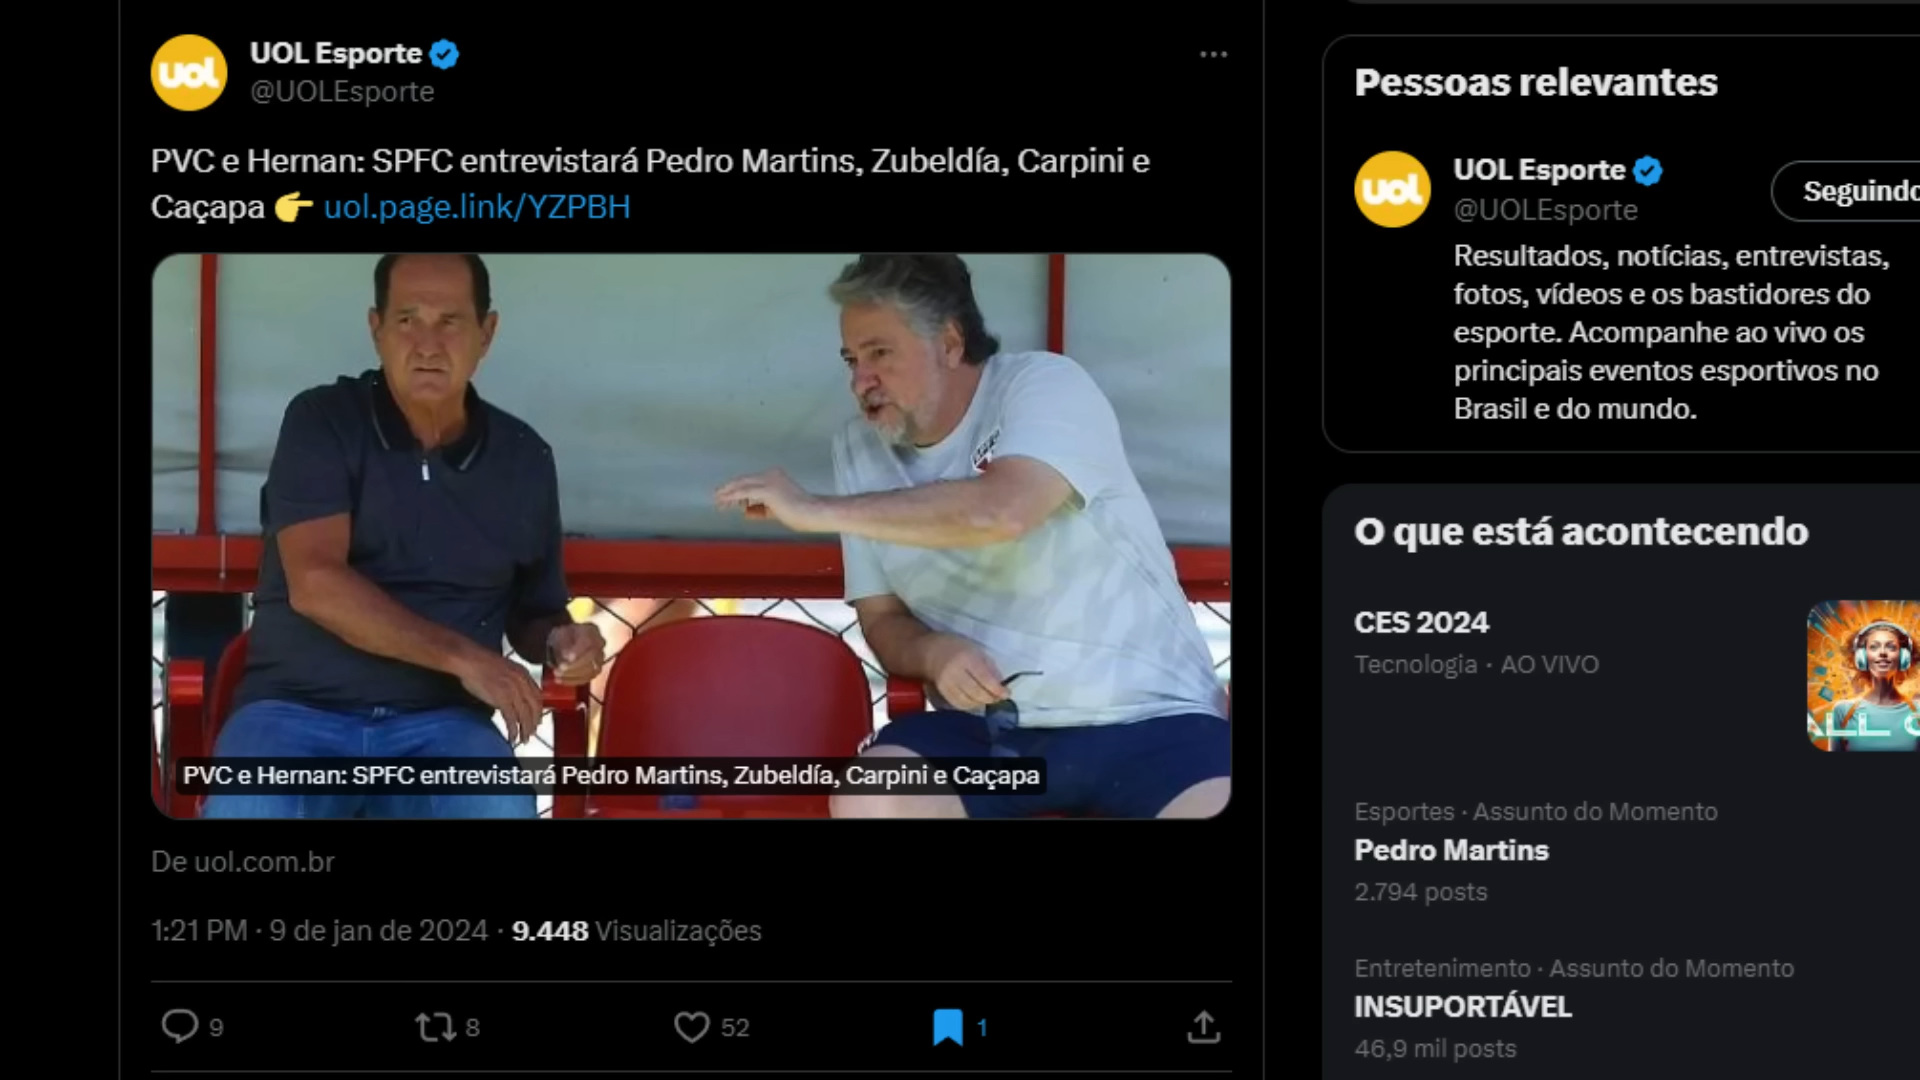 uol
UOL Esporte
@UOLEsporte
PVC e Hernan: SPFC entrevistará Pedro Martins, Zubeldía, Carpini e
Caçapa 👉 uol.page.link/YZPBH
PVC e Hernan: SPFC entrevistará Pedro Martins, Zubeldía, Carpini e Caçapa
De uol.com.br
1:21 PM · 9 de jan de 2024 · 9.448 Visualizações
9
8
52
1
Pessoas relevantes
uol
UOL Esporte
@UOLEsporte
Seguindo
Resultados, notícias, entrevistas,
fotos, vídeos e os bastidores do
esporte. Acompanhe ao vivo os
principais eventos esportivos no
Brasil e do mundo.
O que está acontecendo
CES 2024
Tecnologia · AO VIVO
Esportes · Assunto do Momento
Pedro Martins
2.794 posts
Entretenimento · Assunto do Momento
INSUPORTÁVEL
46,9 mil posts